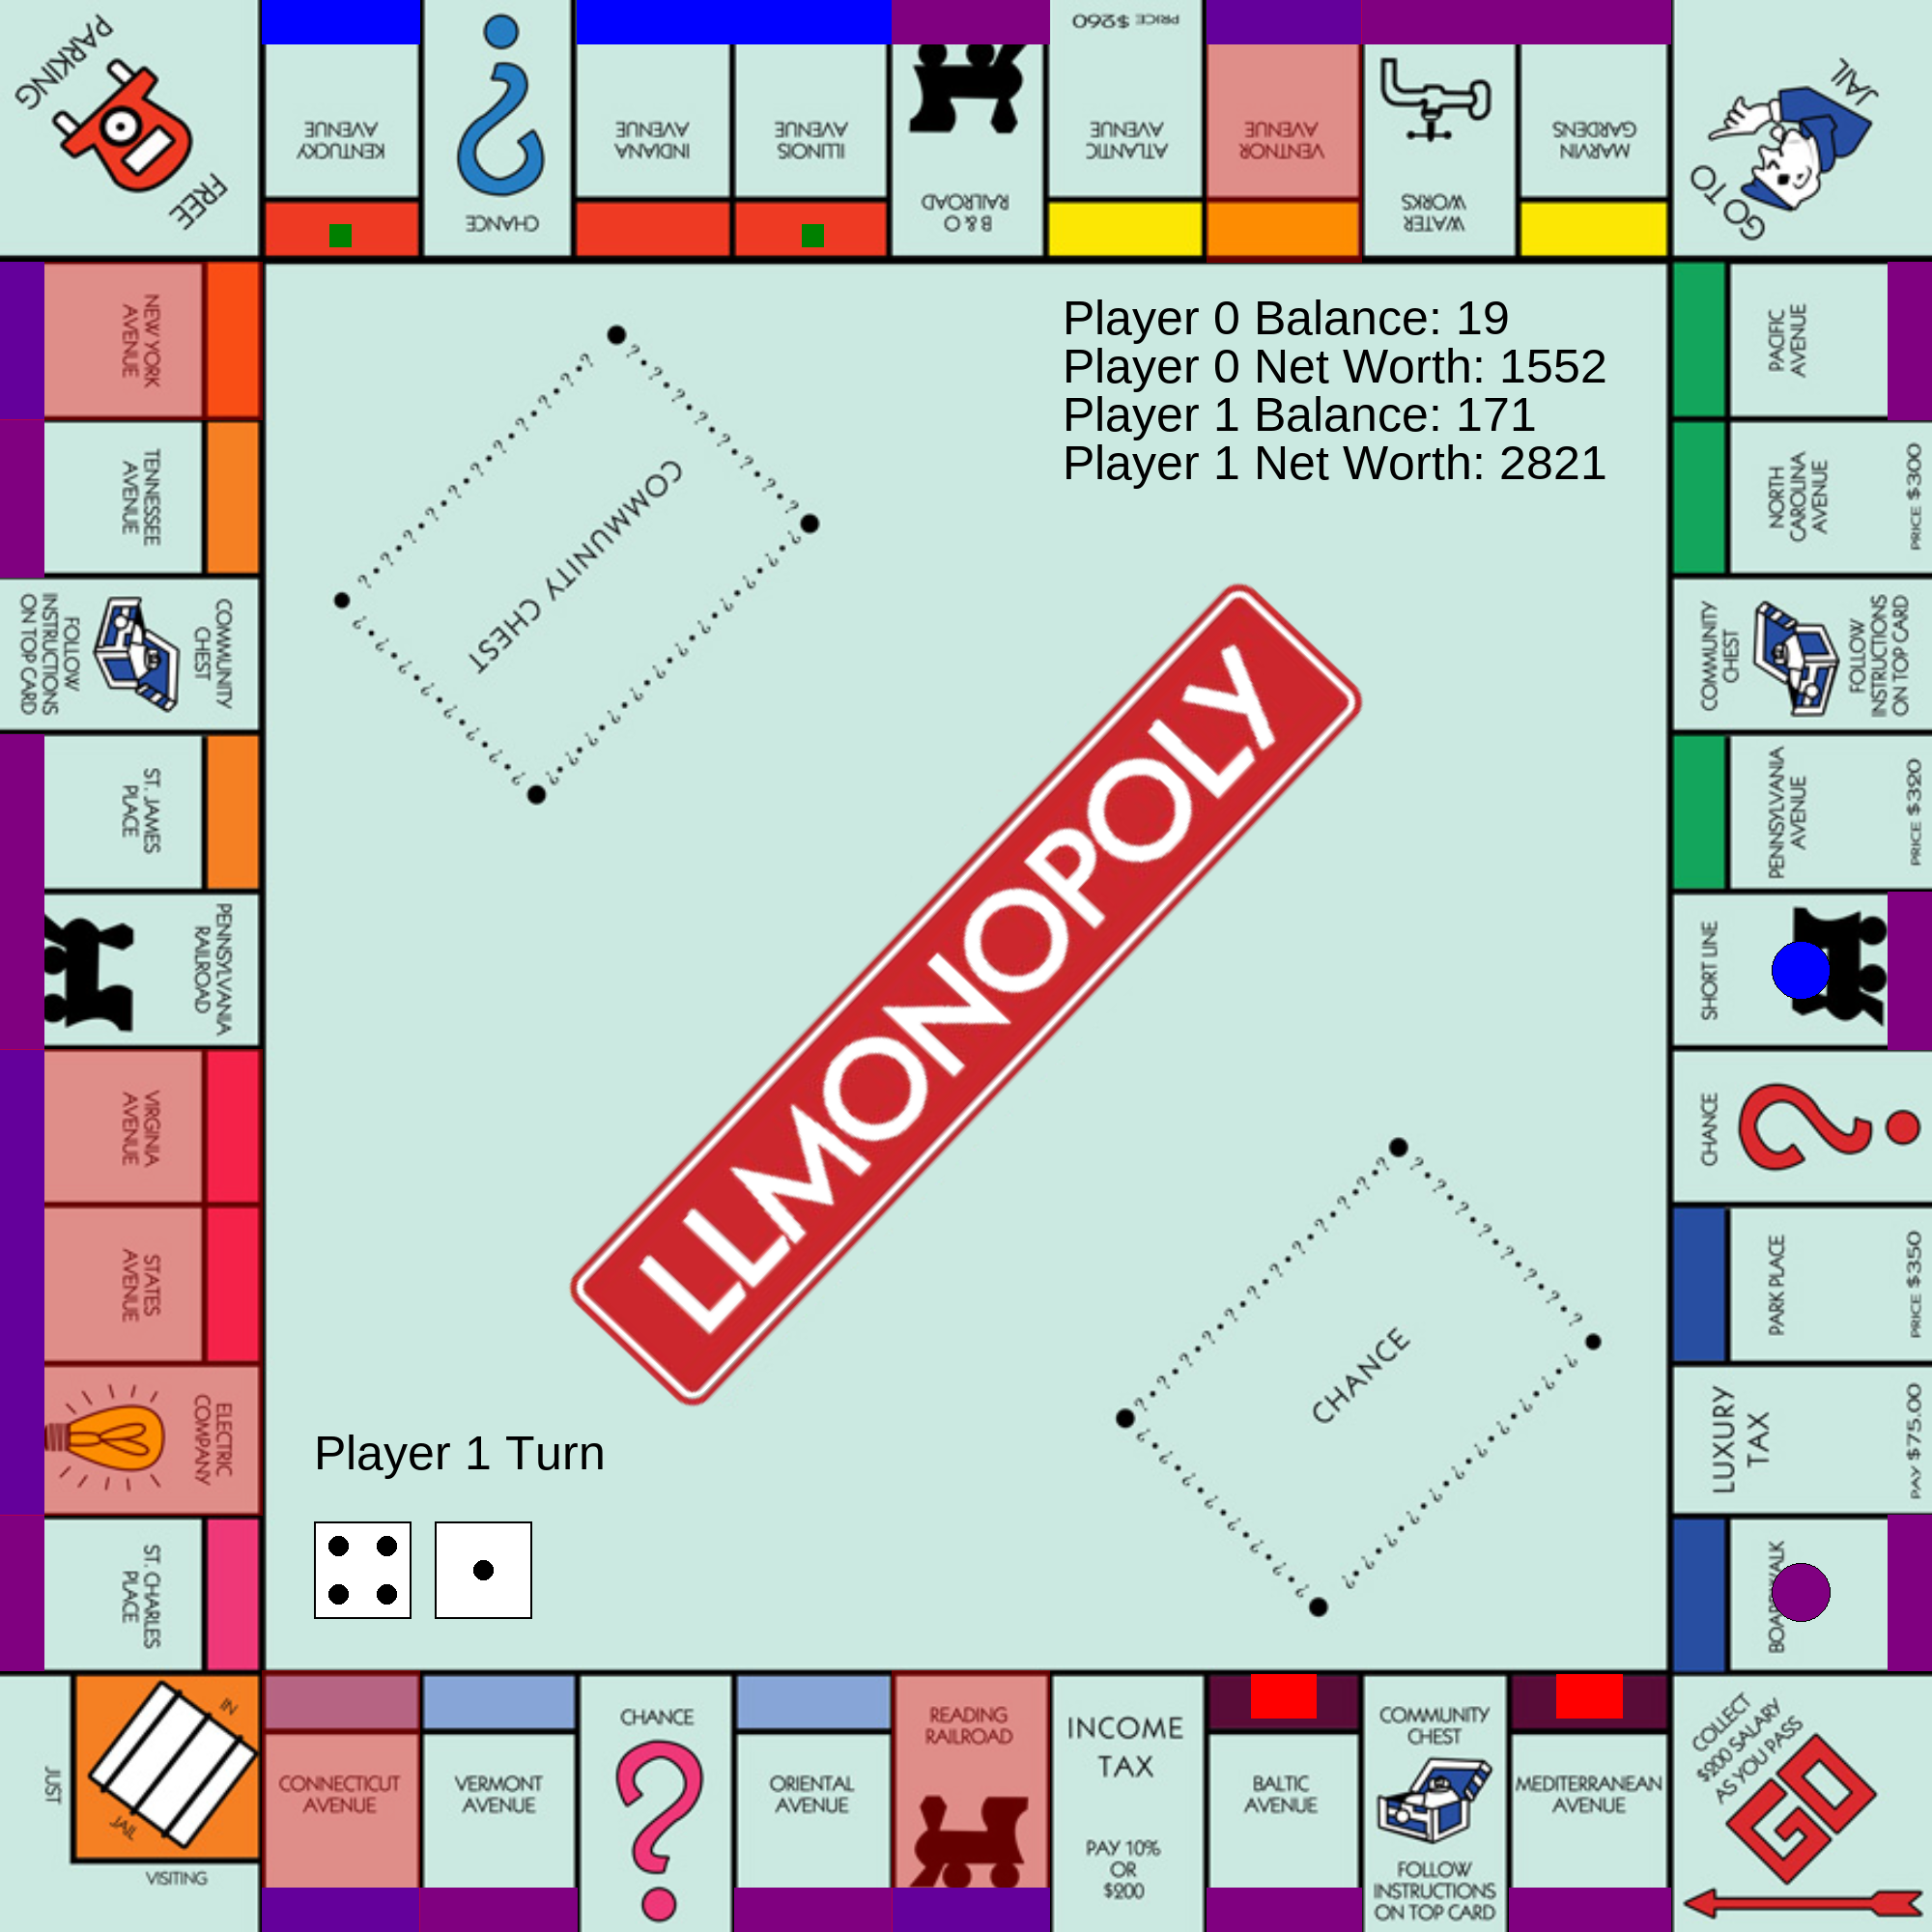 PARKING
FREE
KENTUCKY
AVENUE
CHANCE
INDIANA
AVENUE
ILLINOIS
AVENUE
B & O
RAILROAD
PRICE $260
ATLANTIC
AVENUE
VENTNOR
AVENUE
WATER
WORKS
MARVIN
GARDENS
GO TO
JAIL
NEW YORK
AVENUE
TENNESSEE
AVENUE
COMMUNITY
CHEST
FOLLOW
INSTRUCTIONS
ON TOP CARD
ST. JAMES
PLACE
PENNSYLVANIA
RAILROAD
VIRGINIA
AVENUE
STATES
AVENUE
ELECTRIC
COMPANY
ST. CHARLES
PLACE
Player 0 Balance: 19
Player 0 Net Worth: 1552
Player 1 Balance: 171
Player 1 Net Worth: 2821
COMMUNITY CHEST
LLMONOPOLY
CHANCE
Player 1 Turn
PACIFIC
AVENUE
NORTH
CAROLINA
AVENUE
PRICE $300
COMMUNITY
CHEST
FOLLOW
INSTRUCTIONS
ON TOP CARD
PENNSYLVANIA
AVENUE
PRICE $320
SHORT LINE
CHANCE
PARK PLACE
PRICE $350
LUXURY
TAX
PAY $75.00
BOARDWALK
JUST
VISITING
IN
JAIL
CONNECTICUT
AVENUE
VERMONT
AVENUE
CHANCE
ORIENTAL
AVENUE
READING
RAILROAD
INCOME
TAX
PAY 10%
OR
$200
BALTIC
AVENUE
COMMUNITY
CHEST
FOLLOW
INSTRUCTIONS
ON TOP CARD
MEDITERRANEAN
AVENUE
COLLECT
$200 SALARY
AS YOU PASS
GO